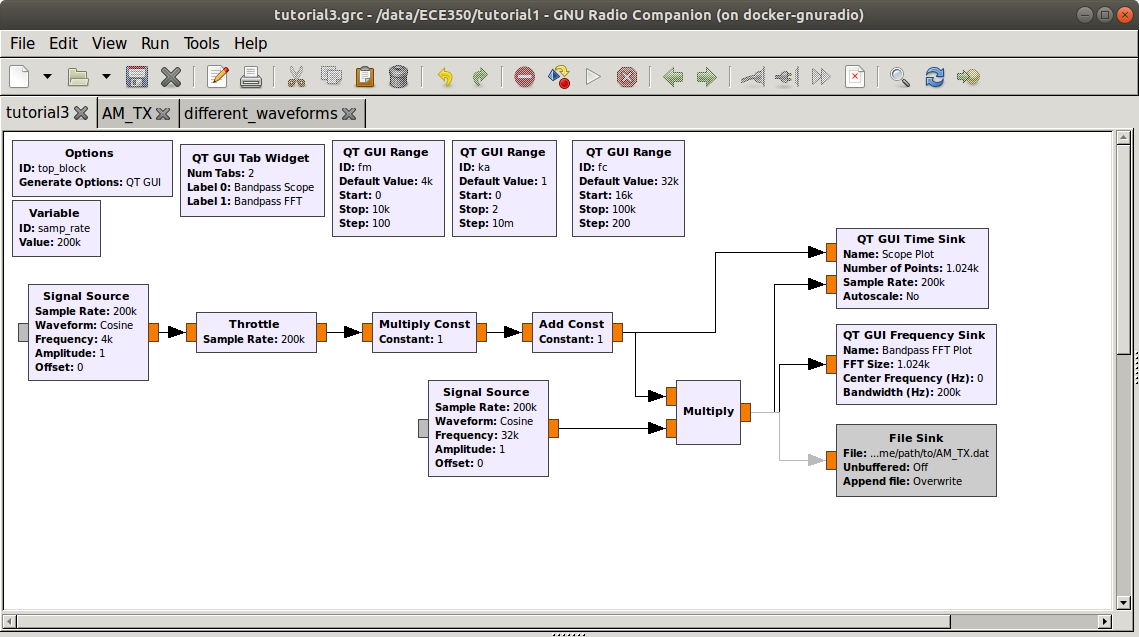 tutorial3.grc - /data/ECE350/tutorial1 - GNU Radio Companion (on docker-gnuradio)
File Edit View Run Tools Help
tutorial3 AM_TX different_waveforms
Options
ID: top_block
Generate Options: QT GUI
Variable
ID: samp_rate
Value: 200k
QT GUI Tab Widget
Num Tabs: 2
Label 0: Bandpass Scope
Label 1: Bandpass FFT
QT GUI Range
ID: fm
Default Value: 4k
Start: 0
Stop: 10k
Step: 100
QT GUI Range
ID: ka
Default Value: 1
Start: 0
Stop: 2
Step: 10m
QT GUI Range
ID: fc
Default Value: 32k
Start: 16k
Stop: 100k
Step: 200
Signal Source
Sample Rate: 200k
Waveform: Cosine
Frequency: 4k
Amplitude: 1
Offset: 0
Throttle
Sample Rate: 200k
Multiply Const
Constant: 1
Add Const
Constant: 1
Signal Source
Sample Rate: 200k
Waveform: Cosine
Frequency: 32k
Amplitude: 1
Offset: 0
Multiply
QT GUI Time Sink
Name: Scope Plot
Number of Points: 1.024k
Sample Rate: 200k
Autoscale: No
QT GUI Frequency Sink
Name: Bandpass FFT Plot
FFT Size: 1.024k
Center Frequency (Hz): 0
Bandwidth (Hz): 200k
File Sink
File: ...me/path/to/AM_TX.dat
Unbuffered: Off
Append file: Overwrite